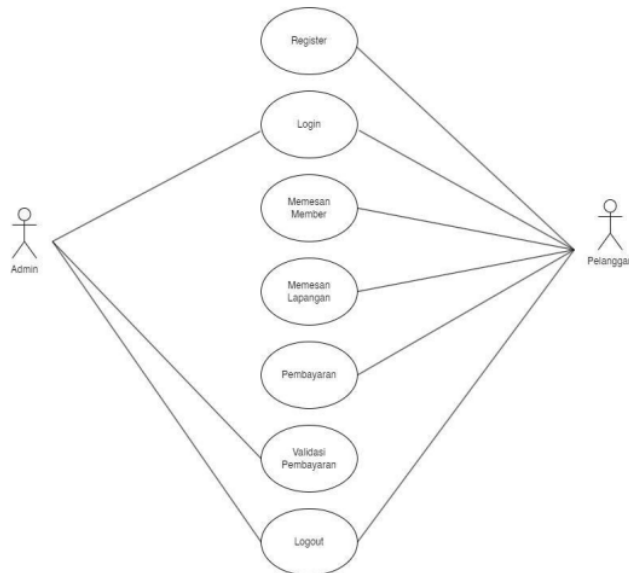 Register
Login
Memesan
Member
Admin
Pelanggan
Memesan
Lapangan
Pembayaran
Validasi
Pembayaran
Logout